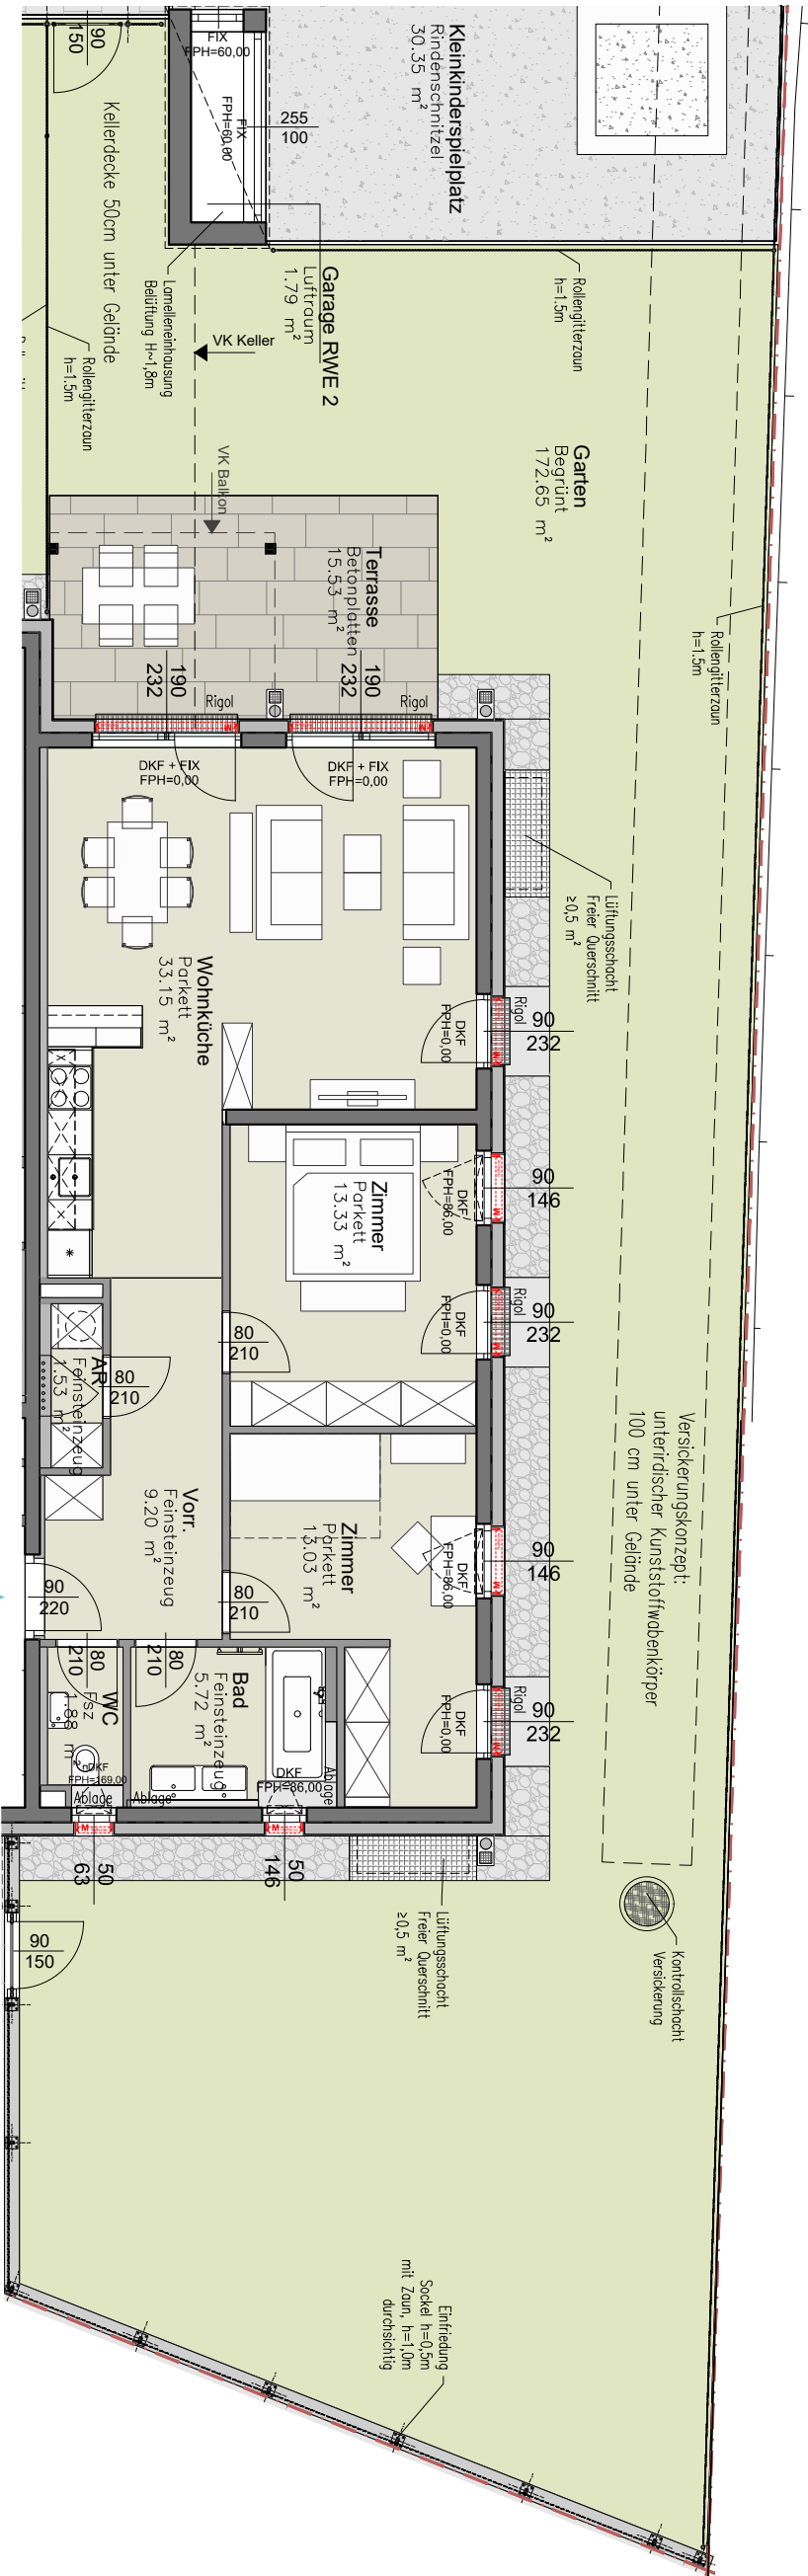 90
150
FIX
FPH=60,00
FIX
FPH=60,00
255
100
Kleinkinderspielplatz
Rindenschnitzel
30.35 m²
Kellerdecke 50cm unter Gelände
Lamelleneinhausung
Belüftung H~1,8m
Garage RWE 2
Luftraum
1.79 m²
VK Keller
Rollengitterzaun
h=1.5m
Rollengitterzaun
h=1.5m
Garten
Begrünt
172.65 m²
VK Balkon
Terrasse
Betonplatten
15.53 m²
Rollengitterzaun
h=1.5m
190
232
Rigol
190
232
Rigol
DKF + FIX
FPH=0,00
DKF + FIX
FPH=0,00
Lüftungsschacht
Freier Querschnitt
≥0,5 m²
Wohnküche
Parkett
33.15 m²
DKF
FPH=0,00
Rigol
90
232
Zimmer
Parkett
13.33 m²
DKF
FPH=86,00
90
146
DKF
FPH=0,00
Rigol
90
232
80
210
AR
Feinsteinzeug
1.53 m²
80
210
Versickerungskonzept:
unterirdischer Kunststoffwabenkörper
100 cm unter Gelände
Vorr.
Feinsteinzeug
9.20 m²
Zimmer
Parkett
13.03 m²
DKF
FPH=86,00
90
146
90
220
80
210
80
210
80
210
WC
FSZ
1.88 m²
Bad
Feinsteinzeug
5.72 m²
DKF
FPH=0,00
Rigol
90
232
DKF
FPH=169,00
DKF
FPH=86,00
Ablage
Ablage
Ablage
50
63
50
146
Lüftungsschacht
Freier Querschnitt
≥0,5 m²
Kontrollschacht
Versickerung
90
150
Einfriedung
Sockel h=0,5m
mit Zaun, h=1,0m
durchsichtig